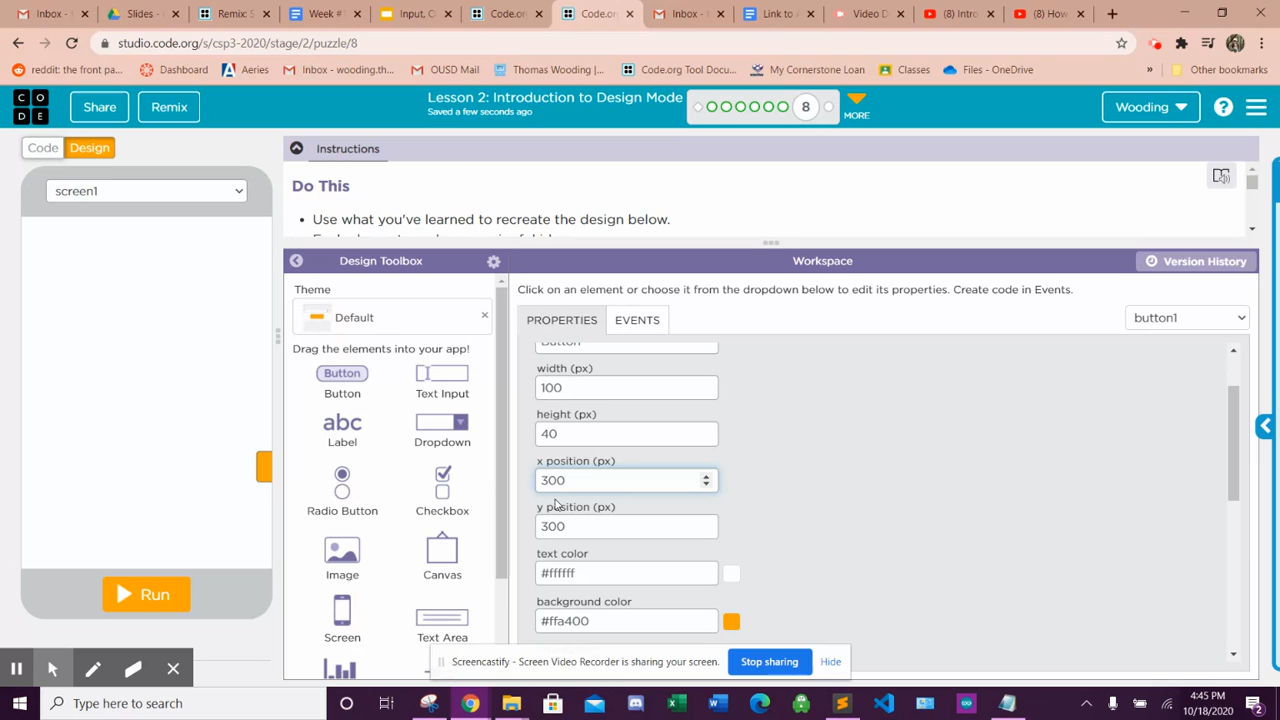 Inbox - w
Slides -
Remix: S
Week #1
Input, C
Code.or
Code.or
Inbox -
Link to A
Video D
(8) Intro
(8) How
studio.code.org/s/csp3-2020/stage/2/puzzle/8
reddit: the front pa...
Dashboard
Aeries
Inbox - wooding.th...
OUSD Mail
Thomas Wooding |...
Code.org Tool Docu...
My Cornerstone Loan
Classes
Files - OneDrive
»
Other bookmarks
CO
DE
Share
Remix
Lesson 2: Introduction to Design Mode
Saved a few seconds ago
8
MORE
Wooding
?
Code
Design
Instructions
screen1
Do This
• Use what you've learned to recreate the design below.
Design Toolbox
Workspace
Version History
Theme
Default
Click on an element or choose it from the dropdown below to edit its properties. Create code in Events.
PROPERTIES
EVENTS
button1
Drag the elements into your app!
Button
Button
Text Input
abc
Label
Dropdown
Radio Button
Checkbox
Image
Canvas
Screen
Text Area
Button
width (px)
100
height (px)
40
x position (px)
300
y position (px)
300
text color
#ffffff
background color
#ffa400
Run
Screencastify - Screen Video Recorder is sharing your screen.
Stop sharing
Hide
Type here to search
4:45 PM
10/18/2020
2